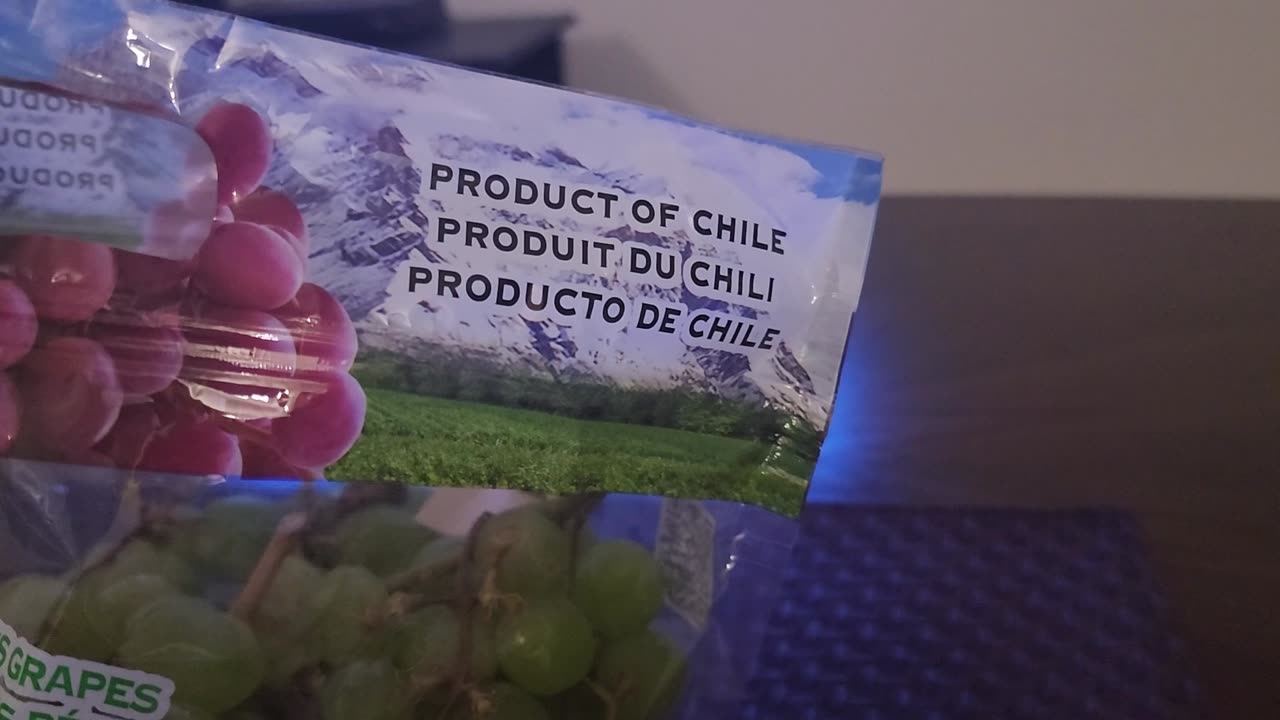 PRODUCT OF CHILE
PRODUIT DU CHILI
PRODUCTO DE CHILE
GRAPES